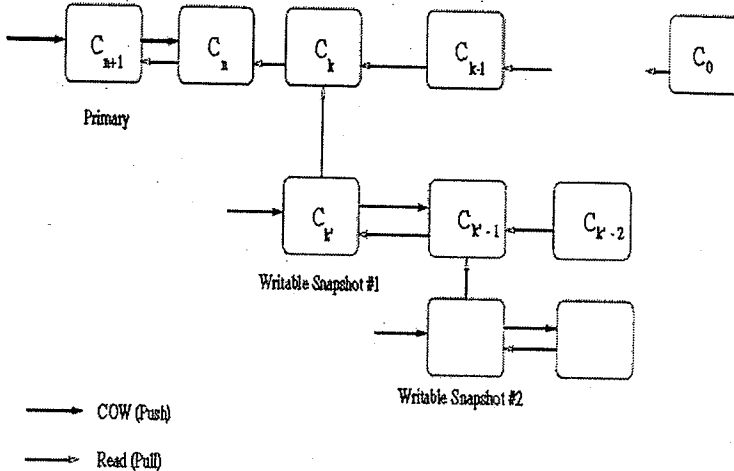 C n+1
C n
C k
C k-1
C 0
Primary
C k'
C k'-1
C k'-2
Writable Snapshot #1
Writable Snapshot #2
COW (Push)
Read (Pull)